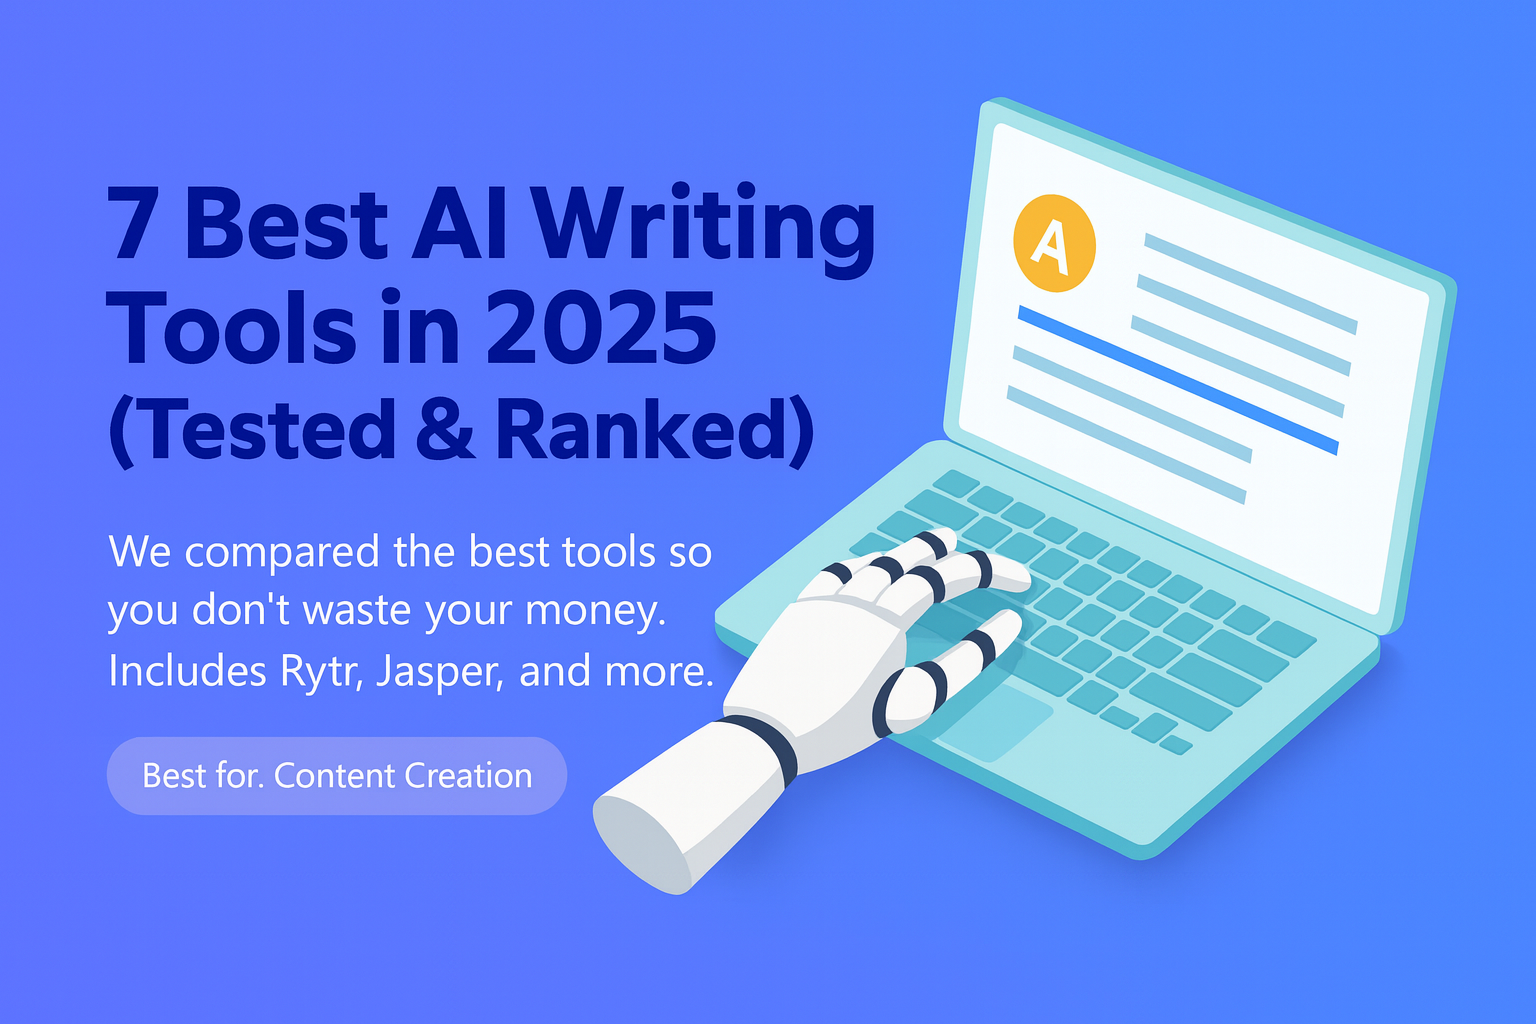 7 Best AI Writing
Tools in 2025
(Tested & Ranked)
We compared the best tools so
you don't waste your money.
Includes Rytr, Jasper, and more.
Best for. Content Creation
A